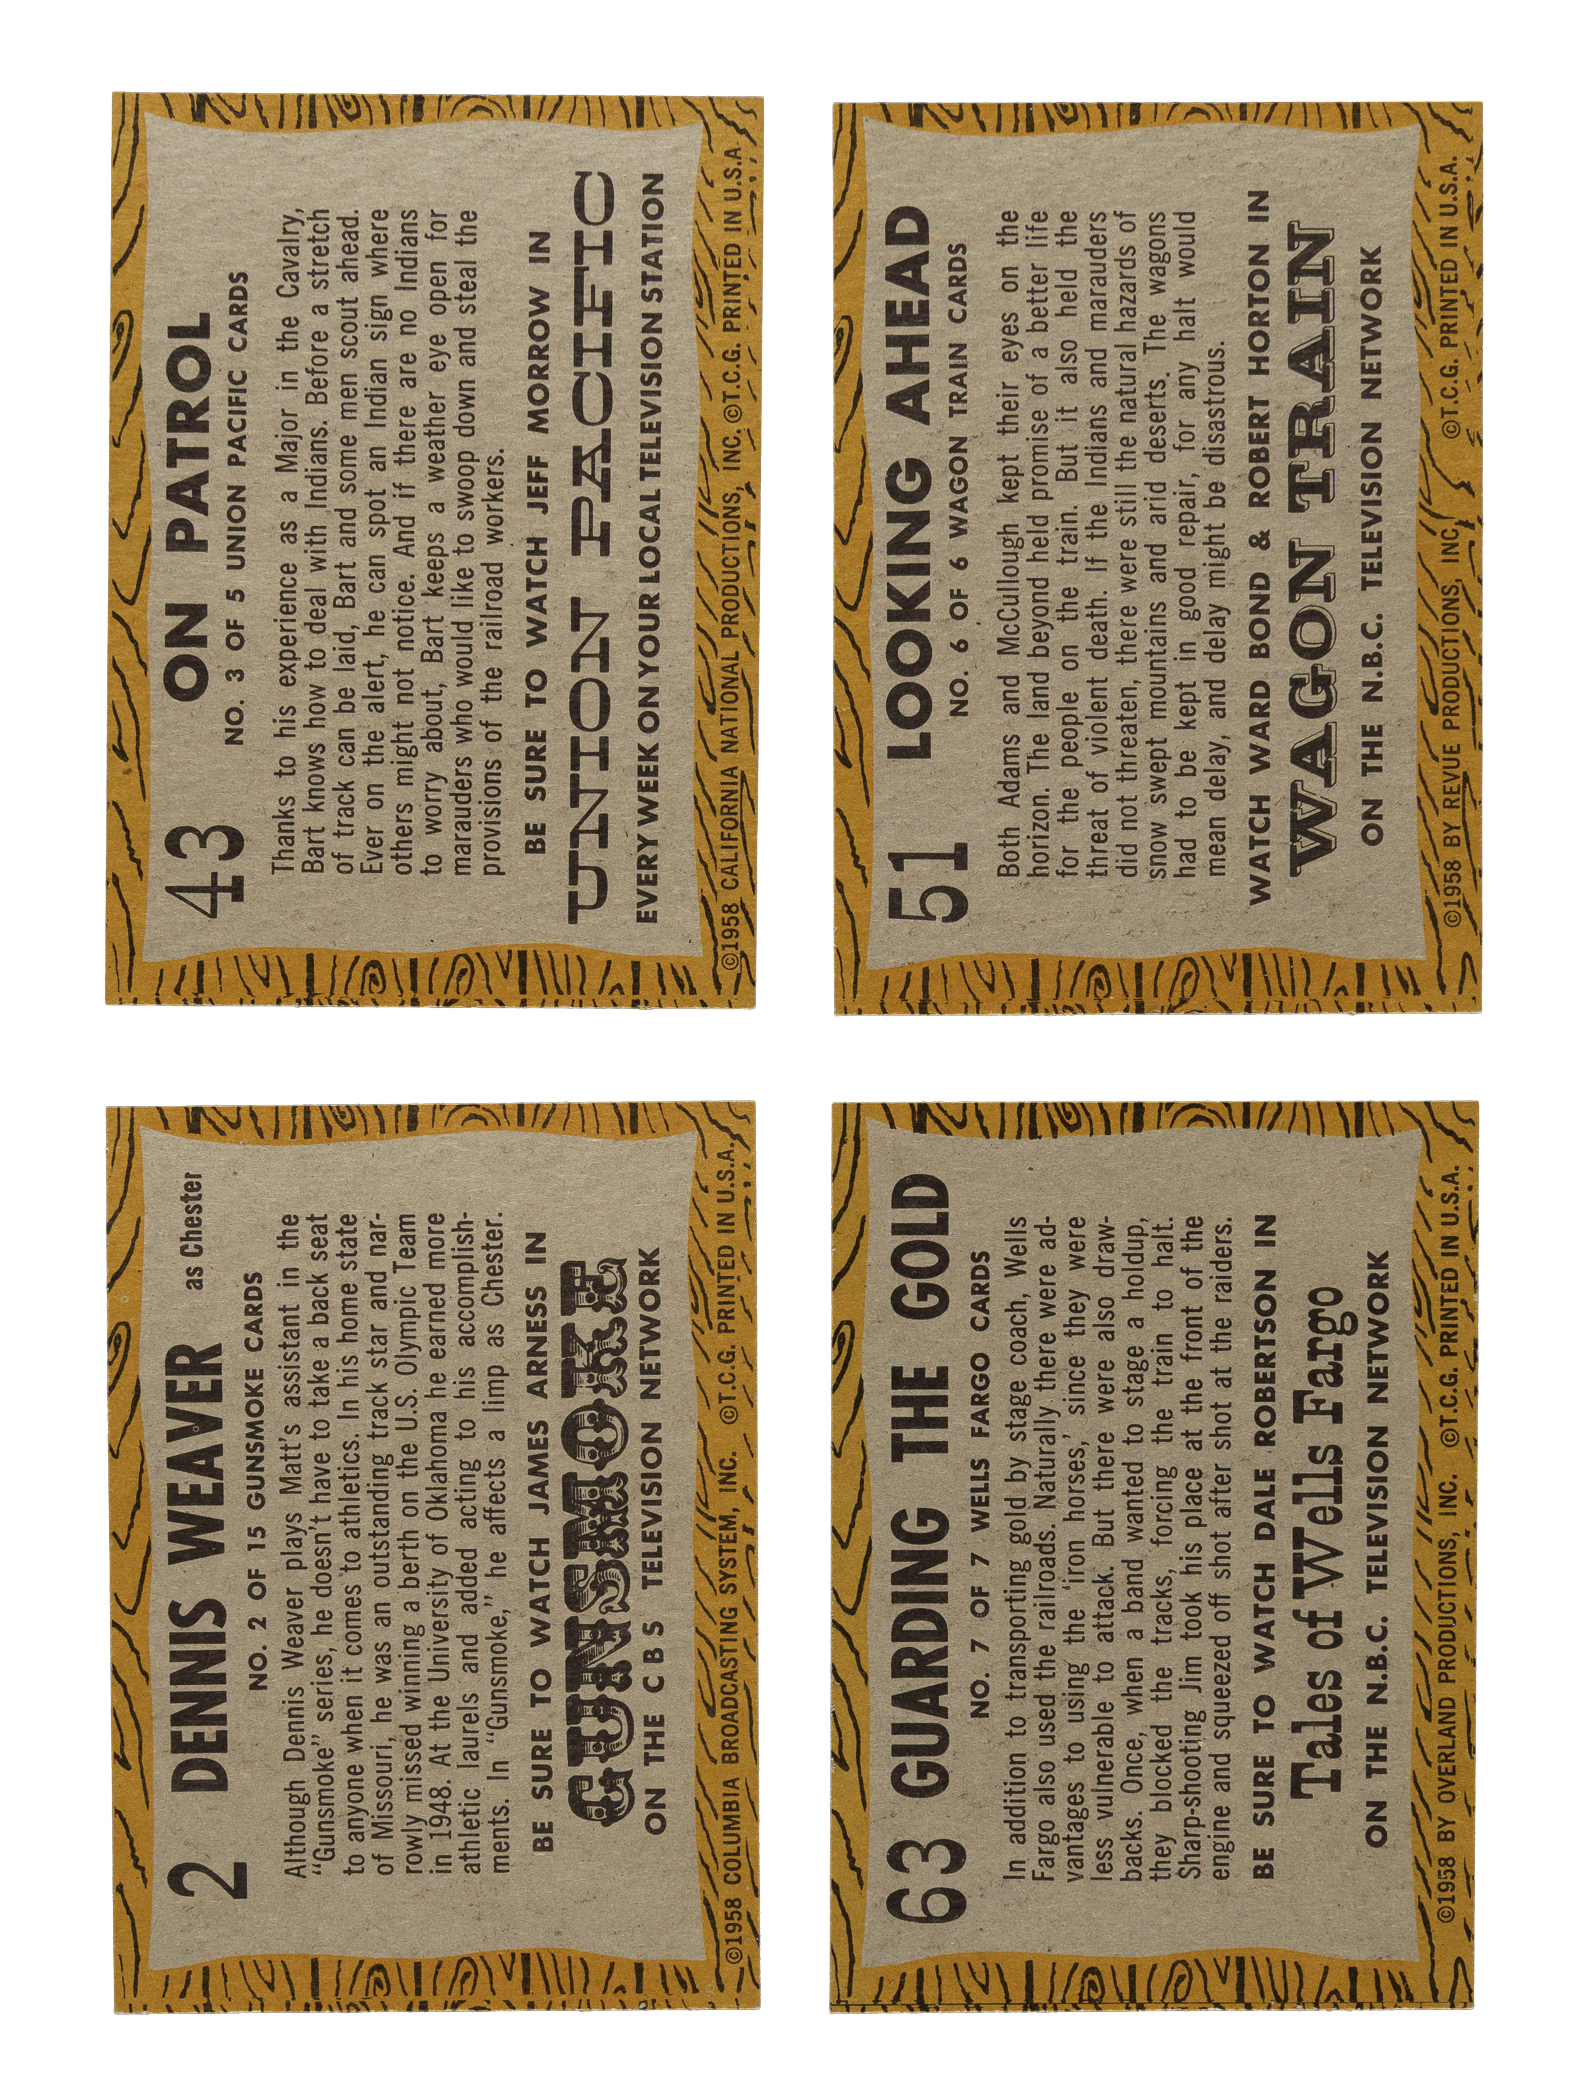 43 ON PATROL
NO. 3 OF 5 UNION PACIFIC CARDS
Thanks to his experience as a Major in the Cavalry,
Bart knows how to deal with Indians. Before a stretch
of track can be laid, Bart and some men scout ahead.
Ever on the alert, he can spot an Indian sign where
others might not notice. And if there are no Indians
to worry about, Bart keeps a weather eye open for
marauders who would like to swoop down and steal the
provisions of the railroad workers.
BE SURE TO WATCH JEFF MORROW IN
UNION PACIFIC
EVERY WEEK ON YOUR LOCAL TELEVISION STATION
©1958 CALIFORNIA NATIONAL PRODUCTIONS, INC. ©T.C.G. PRINTED IN U.S.A.
51 LOOKING AHEAD
NO. 6 OF 6 WAGON TRAIN CARDS
Both Adams and McCullough kept their eyes on the
horizon. The land beyond held promise of a better life
for the people on the train. But it also held the
threat of violent death. If the Indians and marauders
did not threaten, there were still the natural hazards of
snow swept mountains and arid deserts. The wagons
had to be kept in good repair, for any halt would
mean delay, and delay might be disastrous.
WATCH WARD BOND & ROBERT HORTON IN
WAGON TRAIN
ON THE N.B.C. TELEVISION NETWORK
©1958 BY REVUE PRODUCTIONS, INC. ©T.C.G. PRINTED IN U.S.A.
2 DENNIS WEAVER as Chester
NO. 2 OF 15 GUNSMOKE CARDS
Although Dennis Weaver plays Matt's assistant in the
"Gunsmoke" series, he doesn't have to take a back seat
to anyone when it comes to athletics. In his home state
of Missouri, he was an outstanding track star and nar-
rowly missed winning a berth on the U.S. Olympic Team
in 1948. At the University of Oklahoma he earned more
athletic laurels and added acting to his accomplish-
ments. In "Gunsmoke," he affects a limp as Chester.
BE SURE TO WATCH JAMES ARNESS IN
GUNSMOKE
ON THE C B S TELEVISION NETWORK
©1958 COLUMBIA BROADCASTING SYSTEM, INC. ©T.C.G. PRINTED IN U.S.A.
63 GUARDING THE GOLD
NO. 7 OF 7 WELLS FARGO CARDS
In addition to transporting gold by stage coach, Wells
Fargo also used the railroads. Naturally there were ad-
vantages to using the 'iron horses,' since they were
less vulnerable to attack. But there were also draw-
backs. Once, when a band wanted to stage a holdup,
they blocked the tracks, forcing the train to halt.
Sharp-shooting Jim took his place at the front of the
engine and squeezed off shot after shot at the raiders.
BE SURE TO WATCH DALE ROBERTSON IN
Tales of Wells Fargo
ON THE N.B.C. TELEVISION NETWORK
©1958 BY OVERLAND PRODUCTIONS, INC. ©T.C.G. PRINTED IN U.S.A.